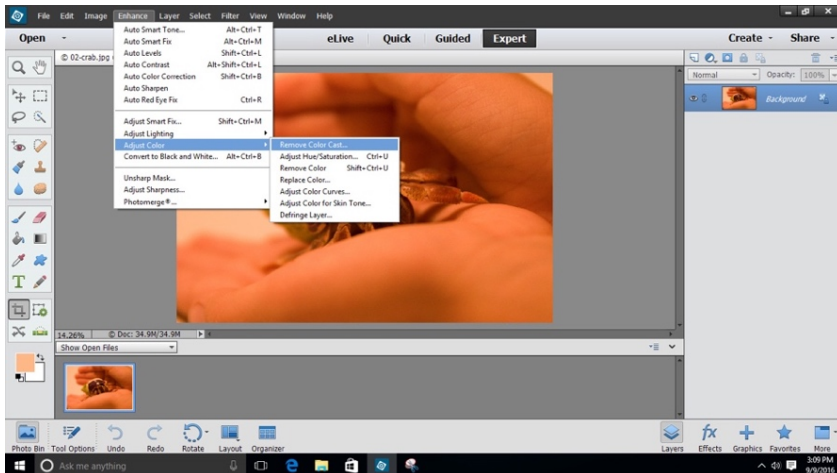 File Edit Image Enhance Layer Select Filter View Window Help
Open eLive Quick Guided Expert Create Share
© 02-crab.jpg
Auto Smart Tone... Alt+Ctrl+T
Auto Smart Fix Alt+Ctrl+M
Auto Levels Shift+Ctrl+L
Auto Contrast Alt+Shift+Ctrl+L
Auto Color Correction Shift+Ctrl+B
Auto Sharpen
Auto Red Eye Fix Ctrl+R
Adjust Smart Fix... Shift+Ctrl+M
Adjust Lighting
Adjust Color
Convert to Black and White... Alt+Ctrl+B
Unsharp Mask...
Adjust Sharpness...
Photomerge®...
Remove Color Cast...
Adjust Hue/Saturation... Ctrl+U
Remove Color Shift+Ctrl+U
Replace Color...
Adjust Color Curves...
Adjust Color for Skin Tone...
Defringe Layer...
Normal Opacity: 100%
Background
14.26% © Doc: 34.9M/34.9M
Show Open Files
Photo Bin Tool Options Undo Redo Rotate Layout Organizer Layers Effects Graphics Favorites More
Ask me anything
3:09 PM
9/9/2016